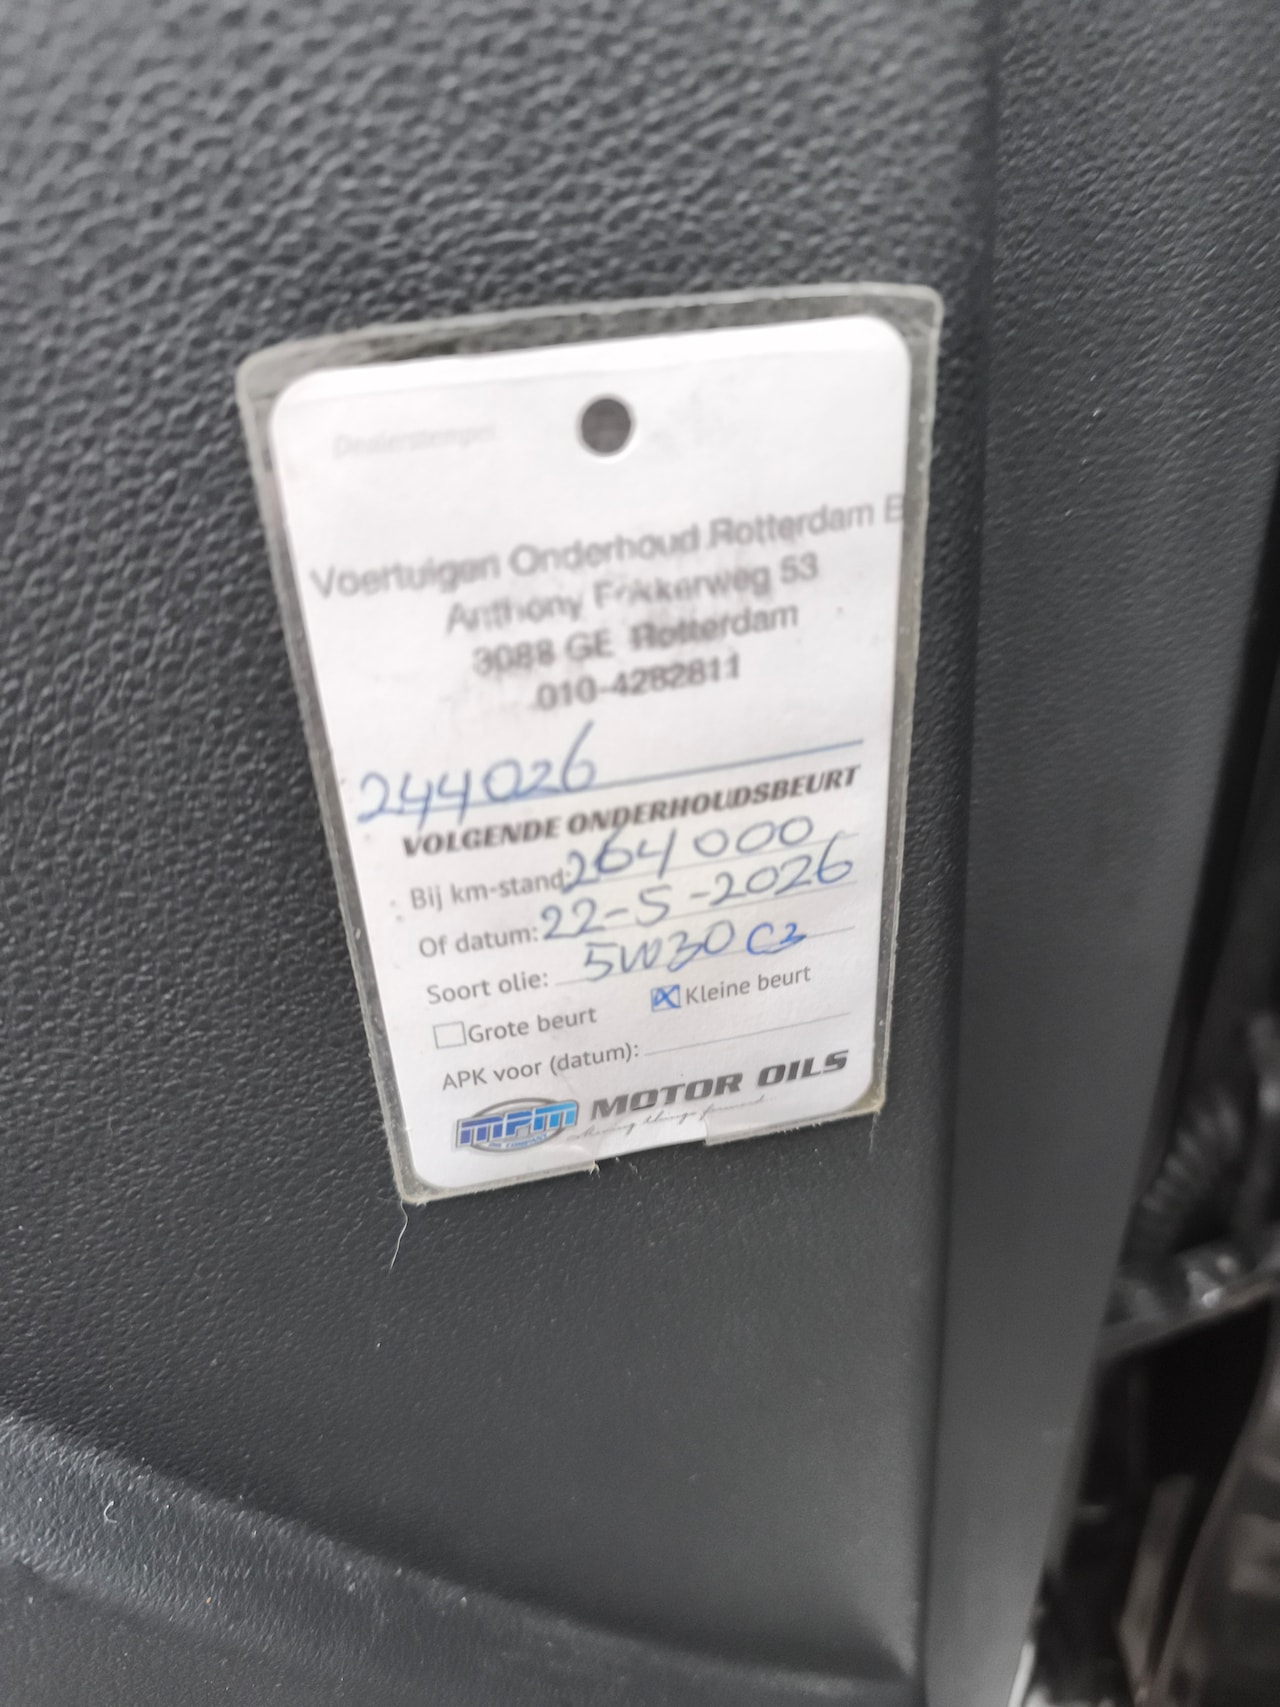 Dealerstempel
Voertuigen Onderhoud Rotterdam B
Anthony Fokkerweg 53
3088 GE Rotterdam
010-4282811
244026
VOLGENDE ONDERHOUDSBEURT
Bij km-stand: 264000
Of datum: 22-5-2026
Soort olie: 5W30 C3
Grote beurt Kleine beurt
APK voor (datum):
MPM MOTOR OILS